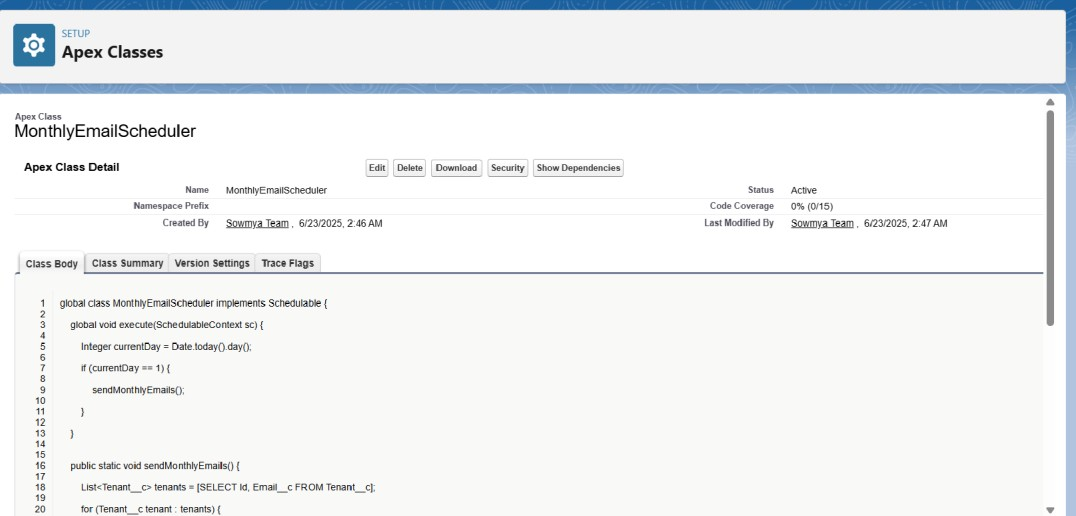 SETUP
Apex Classes
Apex Class
MonthlyEmailScheduler
Apex Class Detail
Edit Delete Download Security Show Dependencies
Name MonthlyEmailScheduler Status Active
Namespace Prefix Code Coverage 0% (0/15)
Created By Sowmya Team , 6/23/2025, 2:46 AM Last Modified By Sowmya Team , 6/23/2025, 2:47 AM
Class Body Class Summary Version Settings Trace Flags
1 global class MonthlyEmailScheduler implements Schedulable {
2
3 global void execute(SchedulableContext sc) {
4
5 Integer currentDay = Date.today().day();
6
7 if (currentDay == 1) {
8
9 sendMonthlyEmails();
10
11 }
12
13 }
14
15
16 public static void sendMonthlyEmails() {
17
18 List<Tenant__c> tenants = [SELECT Id, Email__c FROM Tenant__c];
19
20 for (Tenant__c tenant : tenants) {